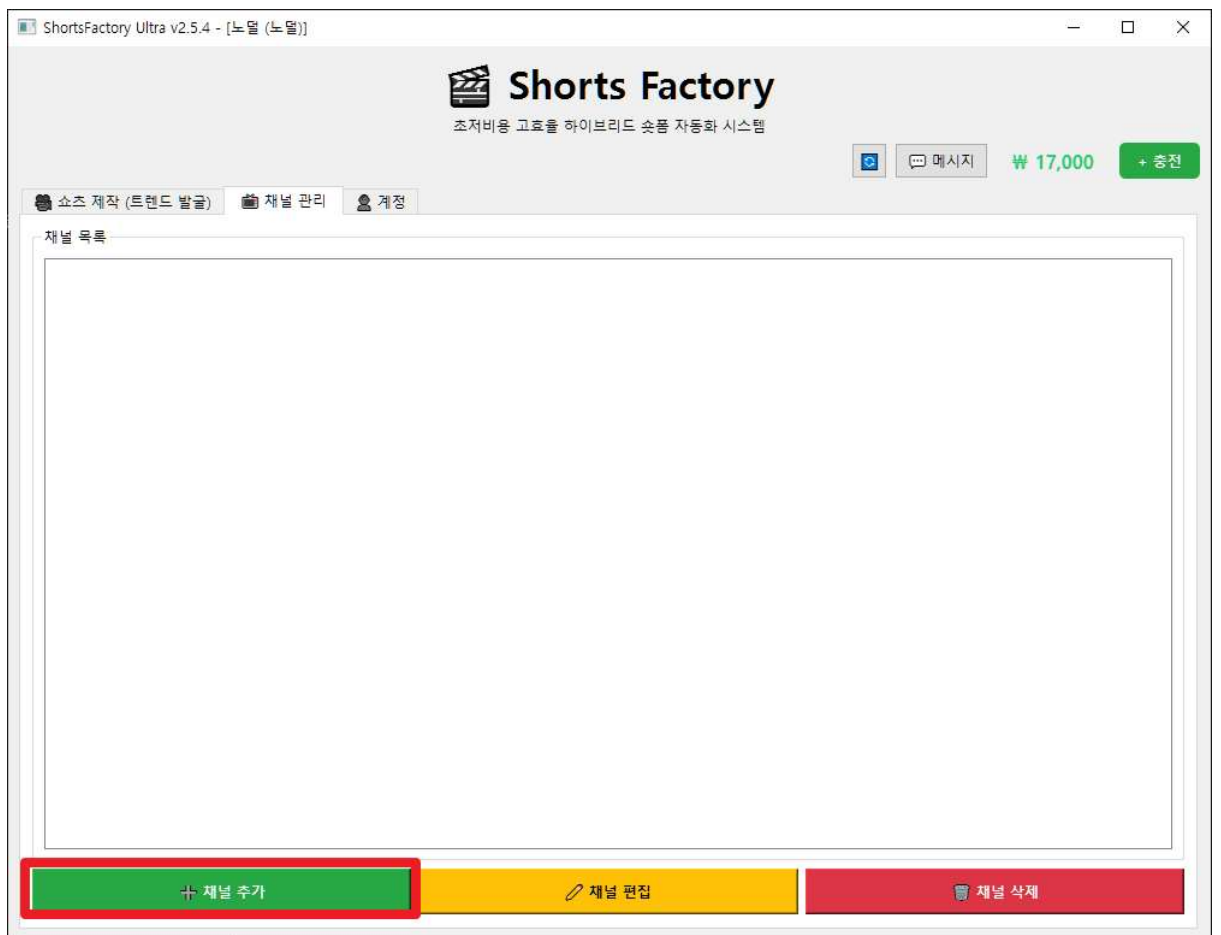 ShortsFactory Ultra v2.5.4 - [노덜 (노덜)]
Shorts Factory
초저비용 고효율 하이브리드 숏폼 자동화 시스템
메시지
₩ 17,000
+ 충전
쇼츠 제작 (트렌드 발굴)
채널 관리
계정
채널 목록
채널 추가
채널 편집
채널 삭제